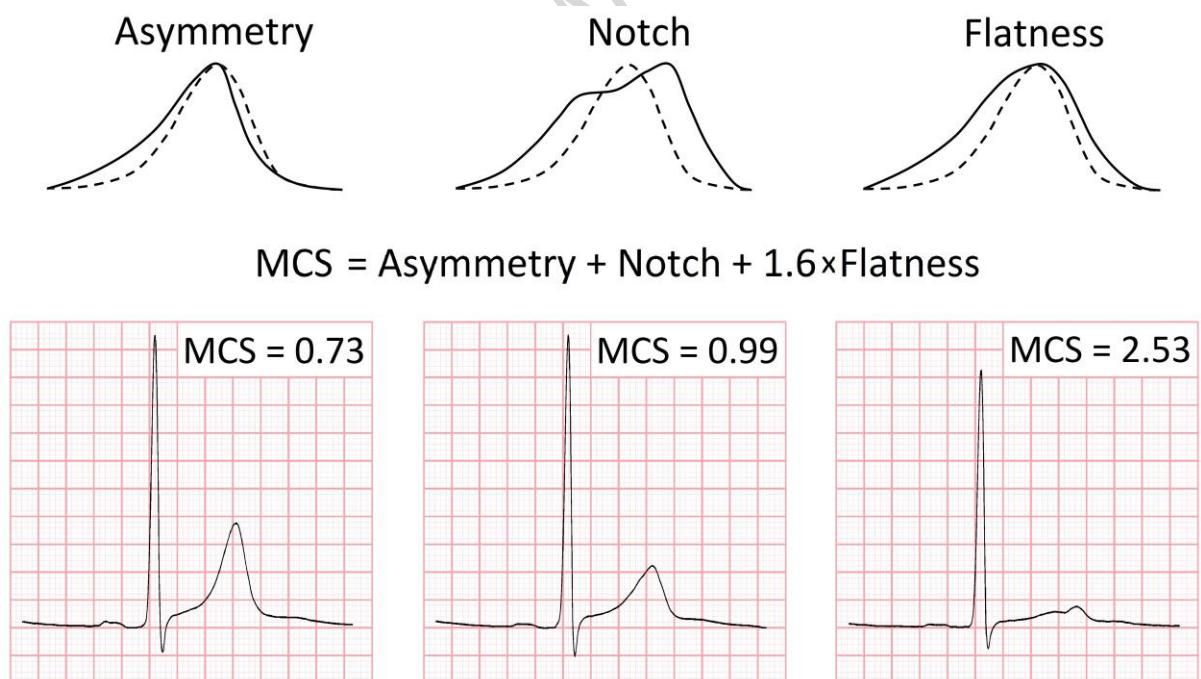 Asymmetry Notch Flatness
MCS = Asymmetry + Notch + 1.6×Flatness
MCS = 0.73 MCS = 0.99 MCS = 2.53